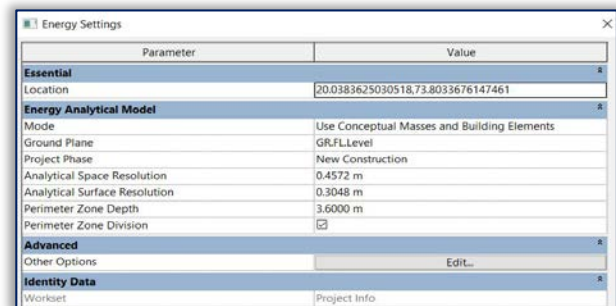 Energy Settings
Parameter Value
Essential
Location 20.0383625030518,73.8033676147461
Energy Analytical Model
Mode Use Conceptual Masses and Building Elements
Ground Plane GR.FL.Level
Project Phase New Construction
Analytical Space Resolution 0.4572 m
Analytical Surface Resolution 0.3048 m
Perimeter Zone Depth 3.6000 m
Perimeter Zone Division
Advanced
Other Options Edit...
Identity Data
Workset Project Info